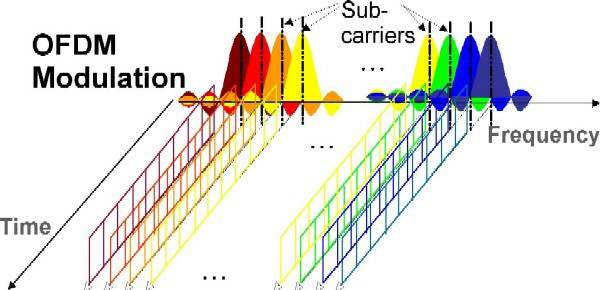 OFDM
Modulation
Sub-
carriers
...
Frequency
...
Time
...